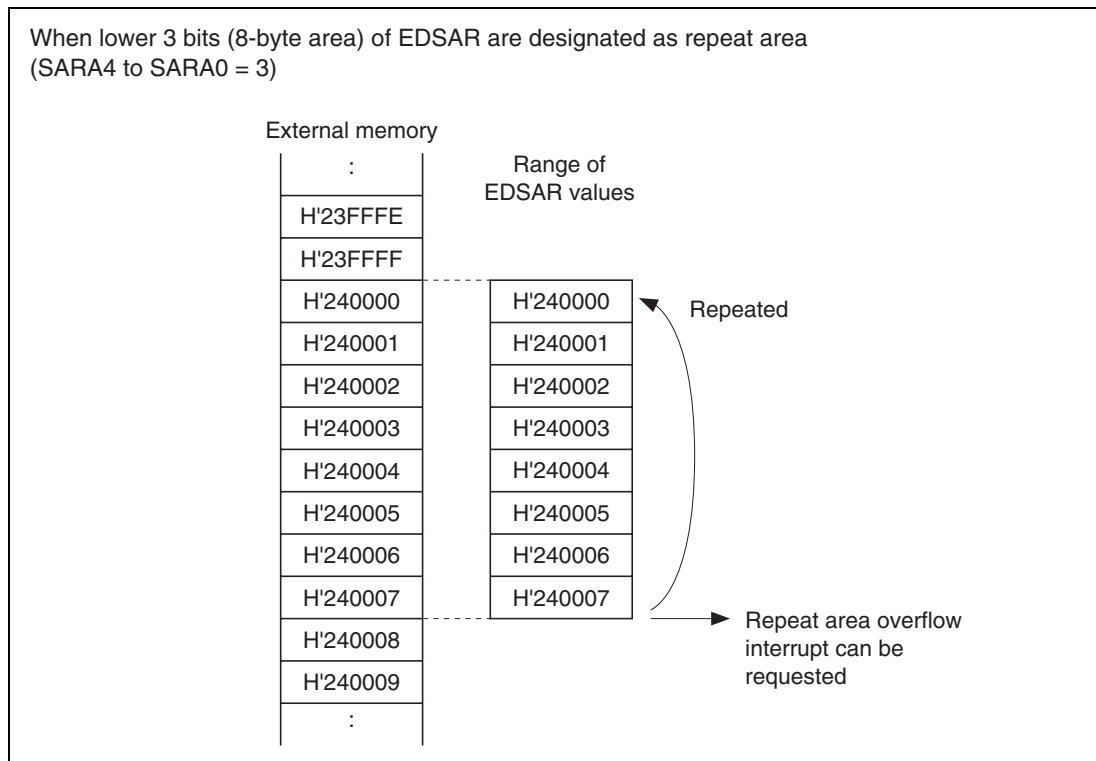 When lower 3 bits (8-byte area) of EDSAR are designated as repeat area
(SARA4 to SARA0 = 3)
External memory
:
H'23FFFE
H'23FFFF
H'240000
H'240001
H'240002
H'240003
H'240004
H'240005
H'240006
H'240007
H'240008
H'240009
:
Range of
EDSAR values
H'240000
H'240001
H'240002
H'240003
H'240004
H'240005
H'240006
H'240007
Repeated
Repeat area overflow
interrupt can be
requested